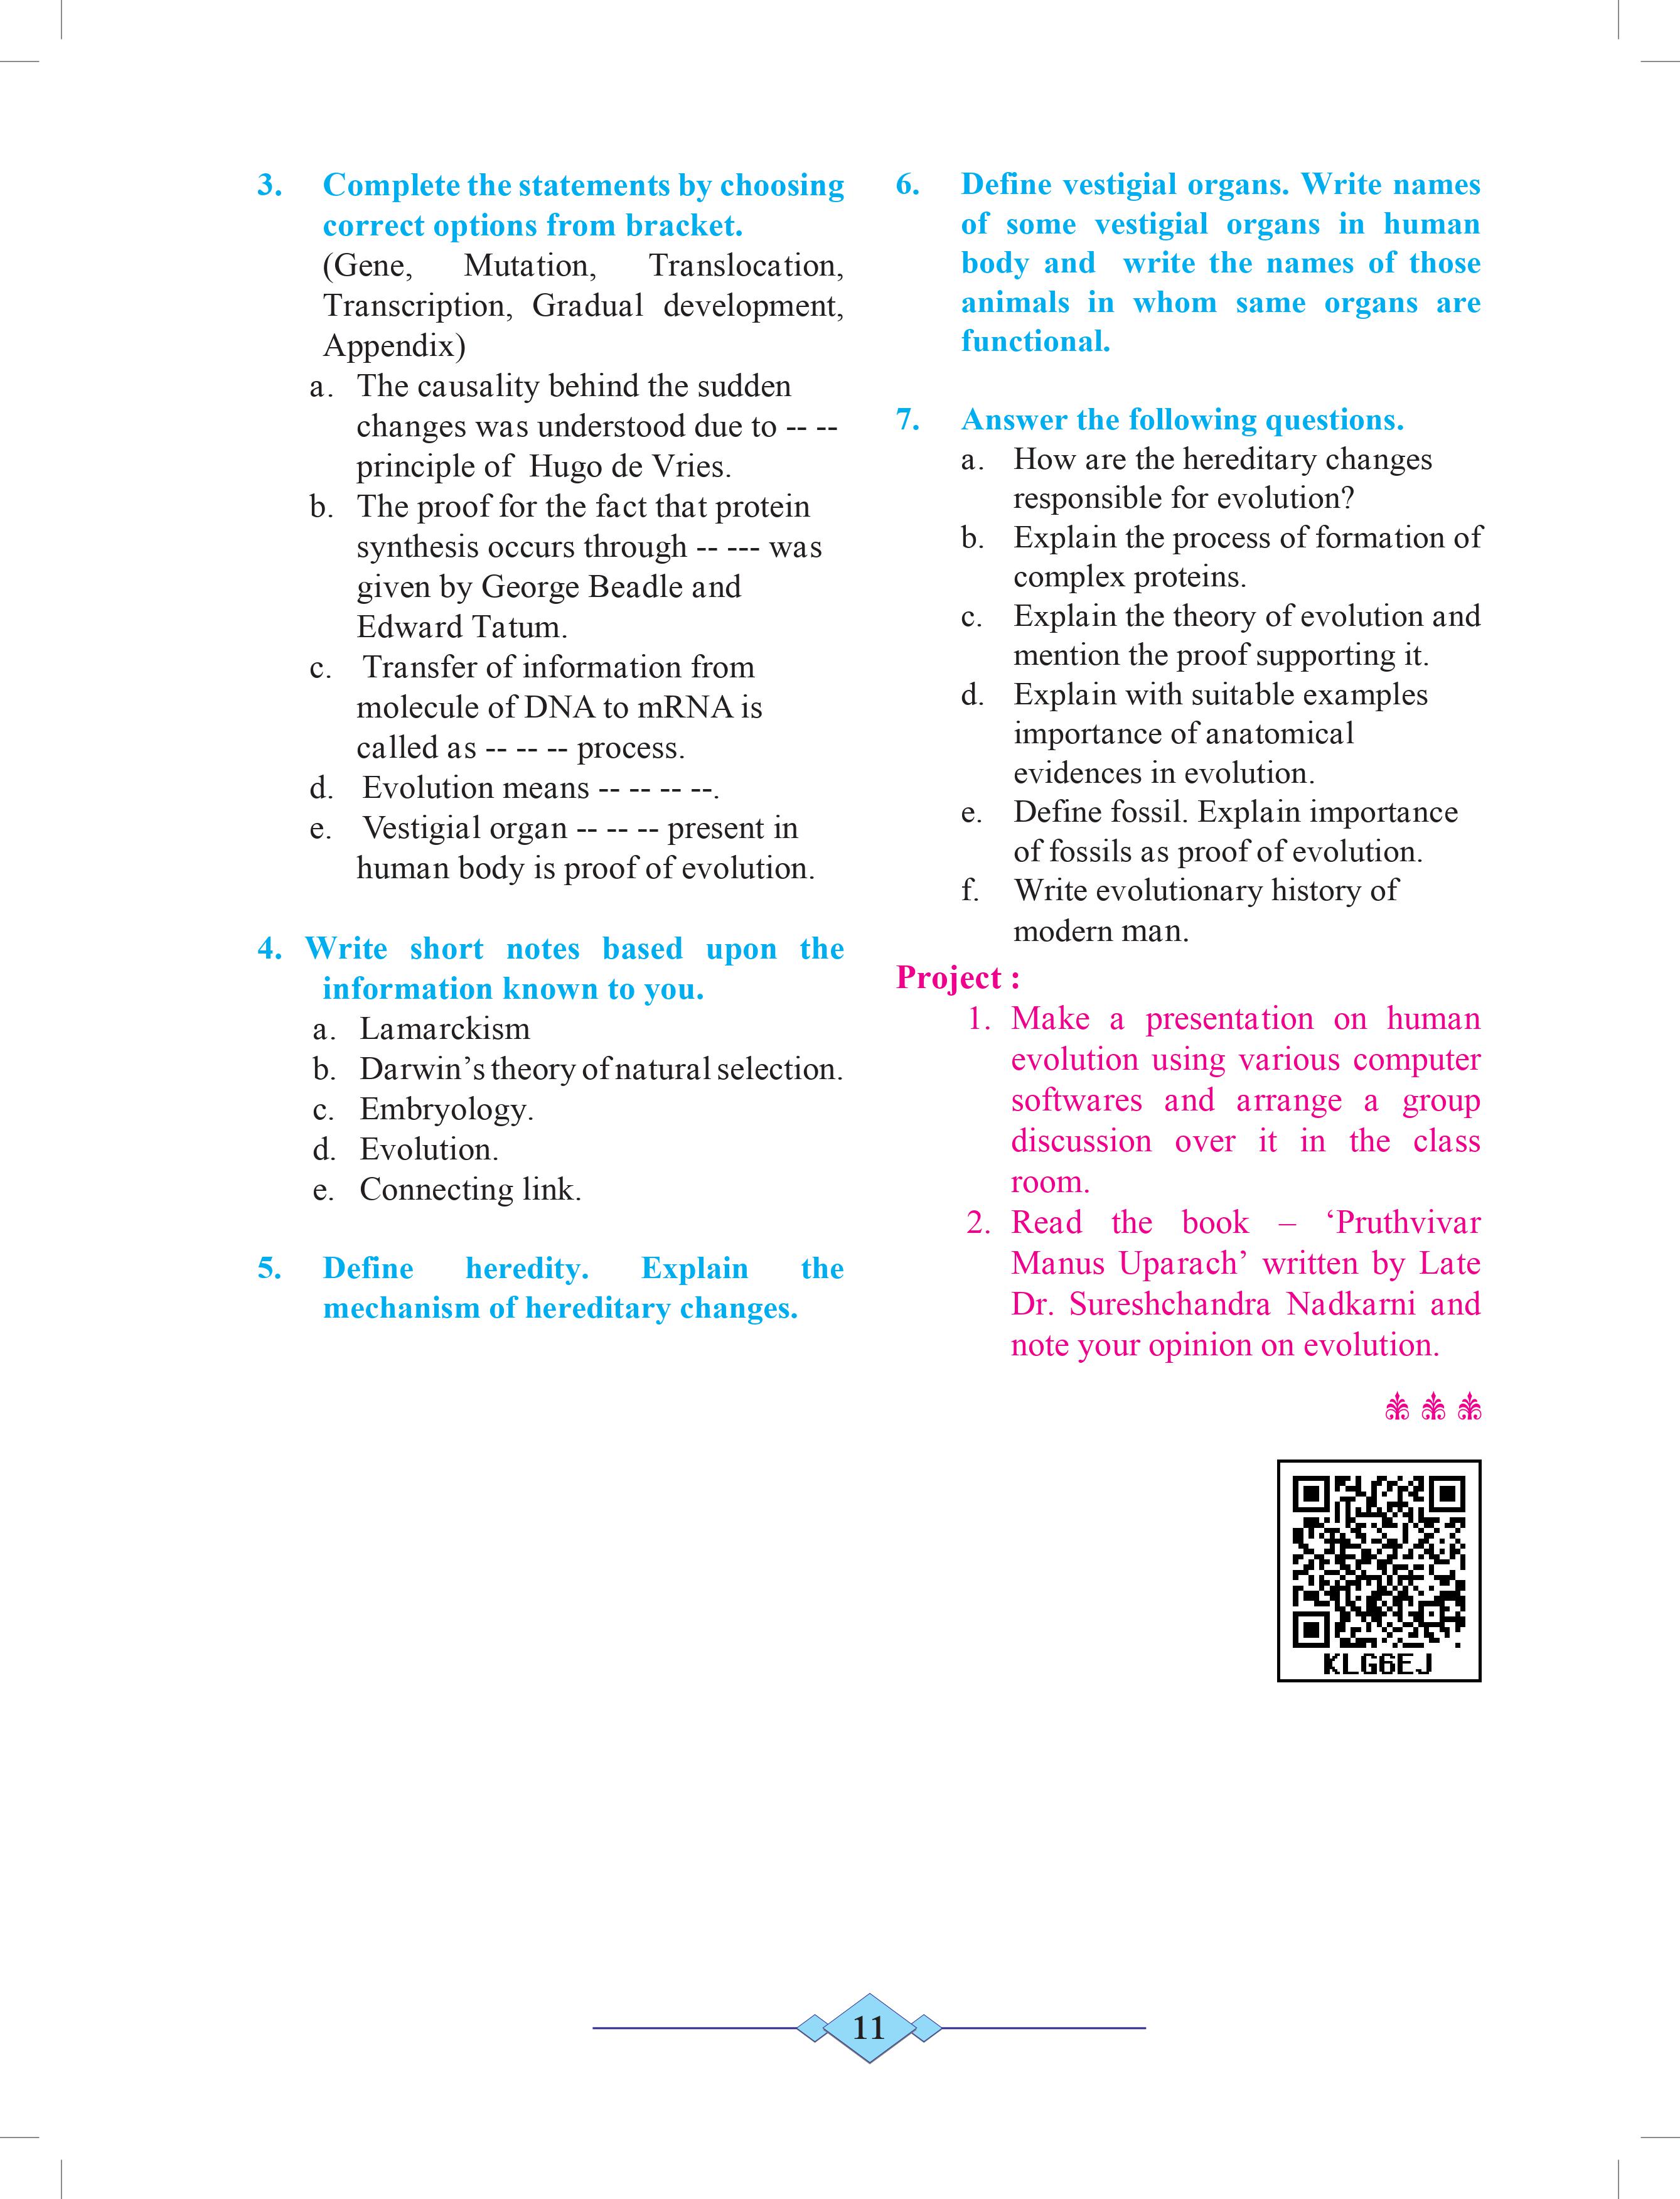 3. Complete the statements by choosing
correct options from bracket.
(Gene, Mutation, Translocation,
Transcription, Gradual development,
Appendix)
a. The causality behind the sudden
changes was understood due to -- --
principle of Hugo de Vries.
b. The proof for the fact that protein
synthesis occurs through -- --- was
given by George Beadle and
Edward Tatum.
c. Transfer of information from
molecule of DNA to mRNA is
called as -- -- -- process.
d. Evolution means -- -- -- --.
e. Vestigial organ -- -- -- present in
human body is proof of evolution.
4. Write short notes based upon the
information known to you.
a. Lamarckism
b. Darwin’s theory of natural selection.
c. Embryology.
d. Evolution.
e. Connecting link.
5. Define heredity. Explain the
mechanism of hereditary changes.
6. Define vestigial organs. Write names
of some vestigial organs in human
body and write the names of those
animals in whom same organs are
functional.
7. Answer the following questions.
a. How are the hereditary changes
responsible for evolution?
b. Explain the process of formation of
complex proteins.
c. Explain the theory of evolution and
mention the proof supporting it.
d. Explain with suitable examples
importance of anatomical
evidences in evolution.
e. Define fossil. Explain importance
of fossils as proof of evolution.
f. Write evolutionary history of
modern man.
Project :
1. Make a presentation on human
evolution using various computer
softwares and arrange a group
discussion over it in the class
room.
2. Read the book – ‘Pruthvivar
Manus Uparach’ written by Late
Dr. Sureshchandra Nadkarni and
note your opinion on evolution.
KLG6EJ
11